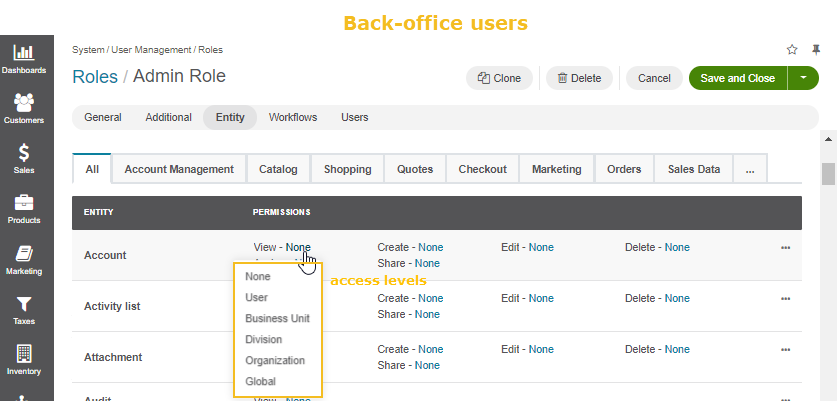 Back-office users
System / User Management / Roles
Roles / Admin Role
Clone
Delete
Cancel
Save and Close
General
Additional
Entity
Workflows
Users
All
Account Management
Catalog
Shopping
Quotes
Checkout
Marketing
Orders
Sales Data
...
ENTITY
PERMISSIONS
Account
View - None
Create - None
Edit - None
Delete - None
Share - None
access levels
None
User
Business Unit
Division
Organization
Global
Activity list
Create - None
Edit - None
Delete - None
Share - None
Attachment
Create - None
Edit - None
Delete - None
Share - None
Audit
View - None
Dashboards
Customers
Sales
Products
Marketing
Taxes
Inventory